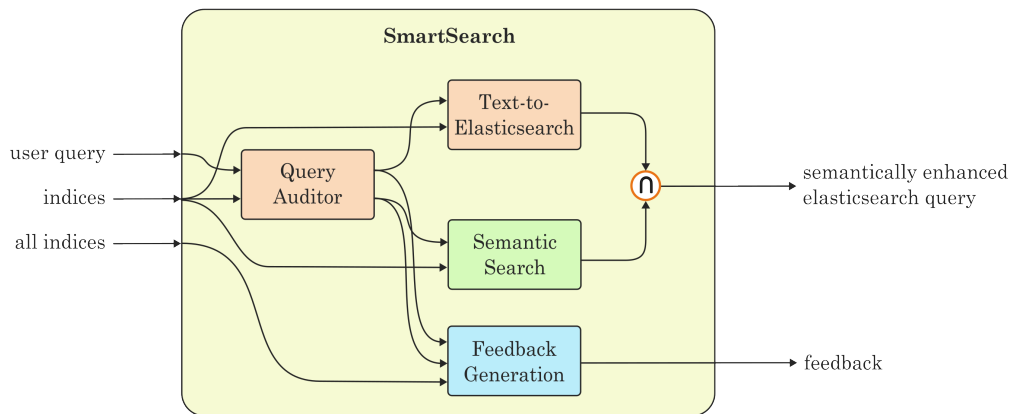 SmartSearch
Text-to-
Elasticsearch
user query
indices
all indices
Query
Auditor
∩
semantically enhanced
elasticsearch query
Semantic
Search
Feedback
Generation
feedback